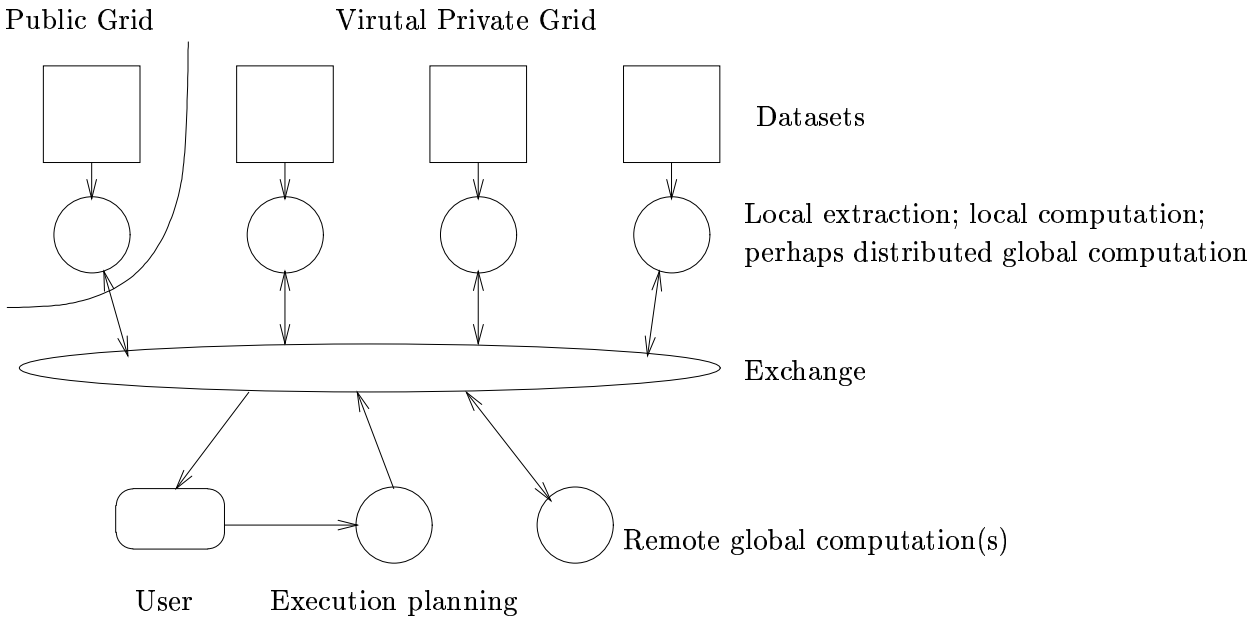 Public Grid
Virutal Private Grid
Datasets
Local extraction; local computation;
perhaps distributed global computation
Exchange
Remote global computation(s)
User
Execution planning